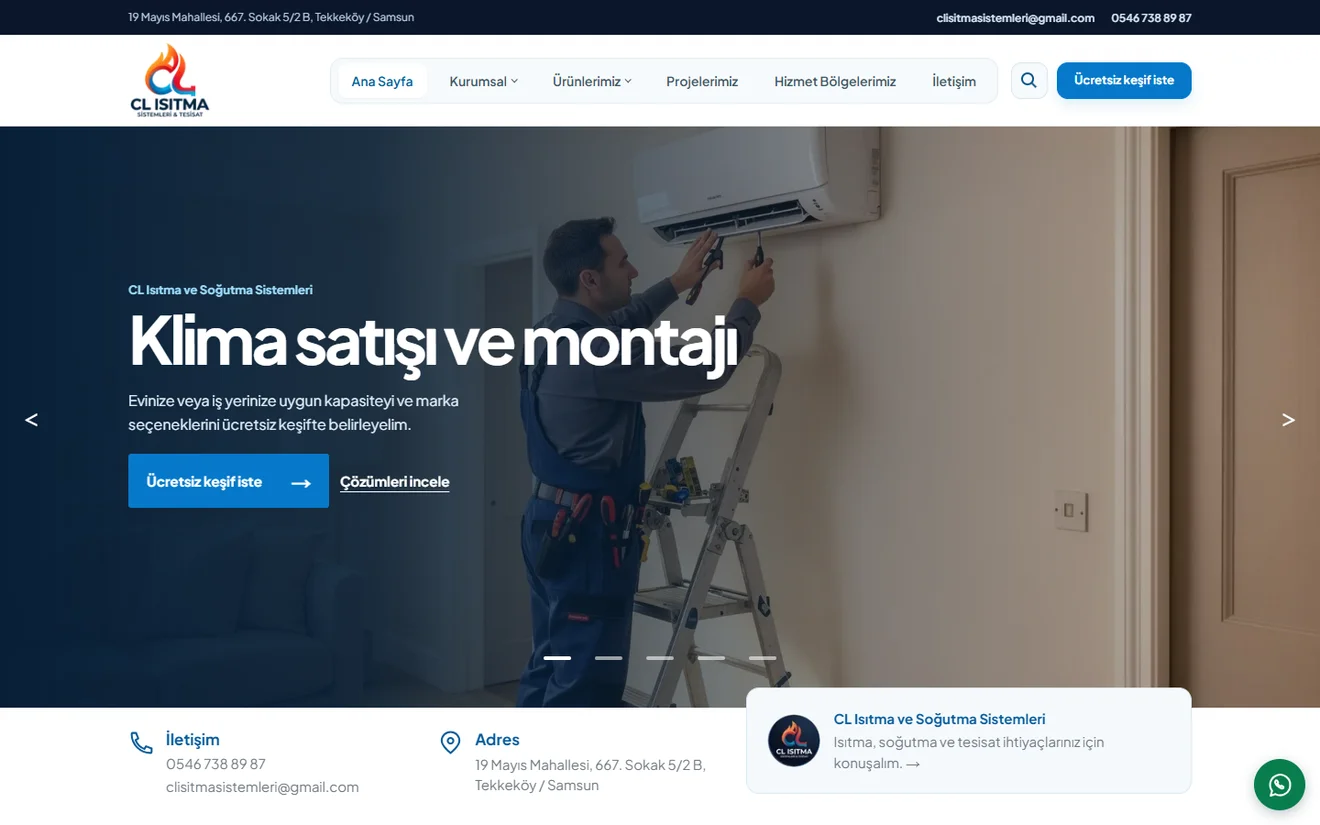 19 Mayıs Mahallesi, 667. Sokak 5/2 B, Tekkeköy / Samsun
clisitmasistemleri@gmail.com
0546 738 89 87
CL ISITMA
SİSTEMLERİ & TESİSAT
Ana Sayfa
Kurumsal
Ürünlerimiz
Projelerimiz
Hizmet Bölgelerimiz
İletişim
Ücretsiz keşif iste
CL Isıtma ve Soğutma Sistemleri
Klima satışı ve montajı
Evinize veya iş yerinize uygun kapasiteyi ve marka
seçeneklerini ücretsiz keşifte belirleyelim.
Ücretsiz keşif iste →
Çözümleri incele
<
>
İletişim
0546 738 89 87
clisitmasistemleri@gmail.com
Adres
19 Mayıs Mahallesi, 667. Sokak 5/2 B,
Tekkeköy / Samsun
CL ISITMA
CL Isıtma ve Soğutma Sistemleri
Isıtma, soğutma ve tesisat ihtiyaçlarınız için
konuşalım. →